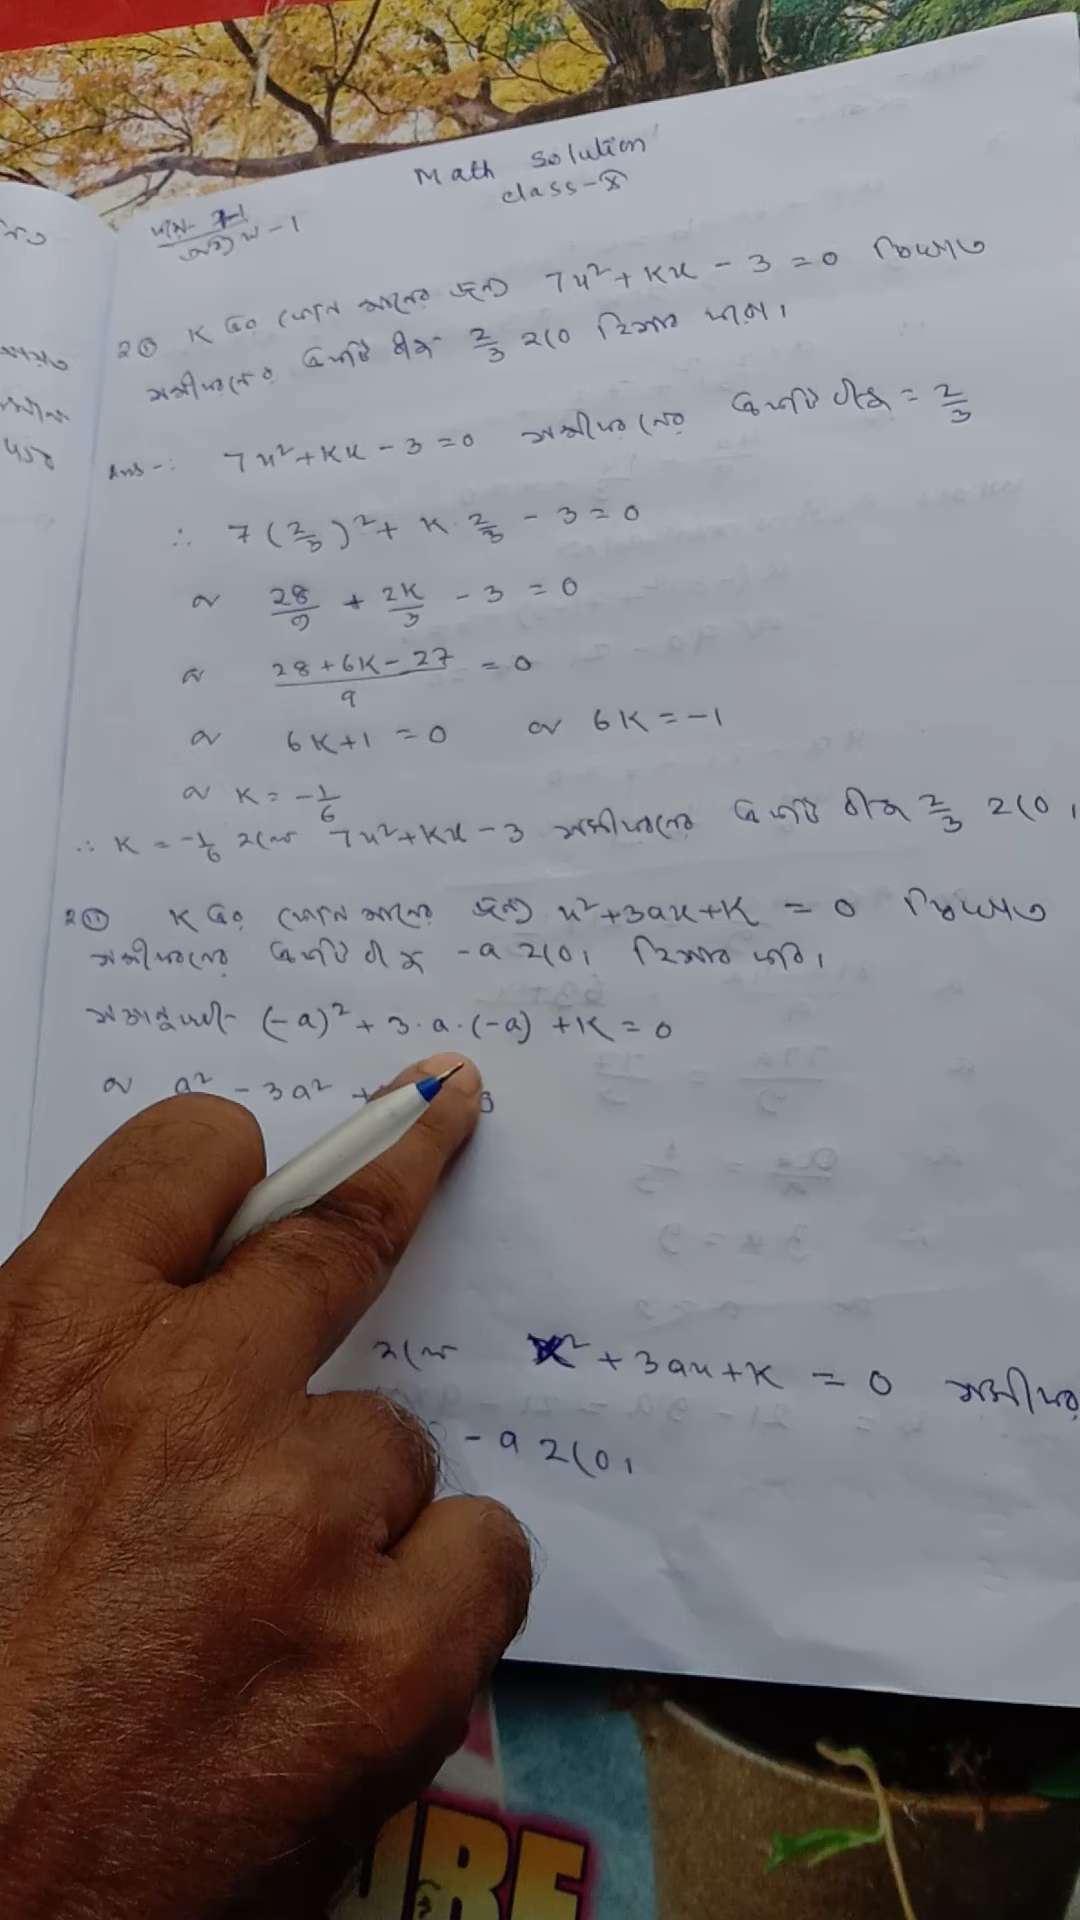 Math Solution
class-X
কষে দেখি-1
2 ① K এর কোন মানের জন্য 7x² + Kx - 3 = 0 দ্বিঘাত
সমীকরণের একটি বীজ 2/3 হবে হিসাব করো।
Ans-: 7x² + Kx - 3 = 0 সমীকরণের একটি বীজ = 2/3
∴ 7 (2/3)² + K. 2/3 - 3 = 0
বা 28/9 + 2K/3 - 3 = 0
বা 28 + 6K - 27/9 = 0
বা 6K + 1 = 0 বা 6K = -1
বা K = -1/6
∴ K = -1/6 হলে 7x² + Kx - 3 সমীকরণের একটি বীজ 2/3 হবে,
2 ⑪ K এর কোন মানের জন্য x² + 3ax + K = 0 দ্বিঘাত
সমীকরণের একটি বীজ -a হবে, হিসাব করি,
(-a)² + 3·a·(-a) + K = 0
বা a² - 3a² +
হলে x² + 3ax + K = 0
-a হবে,